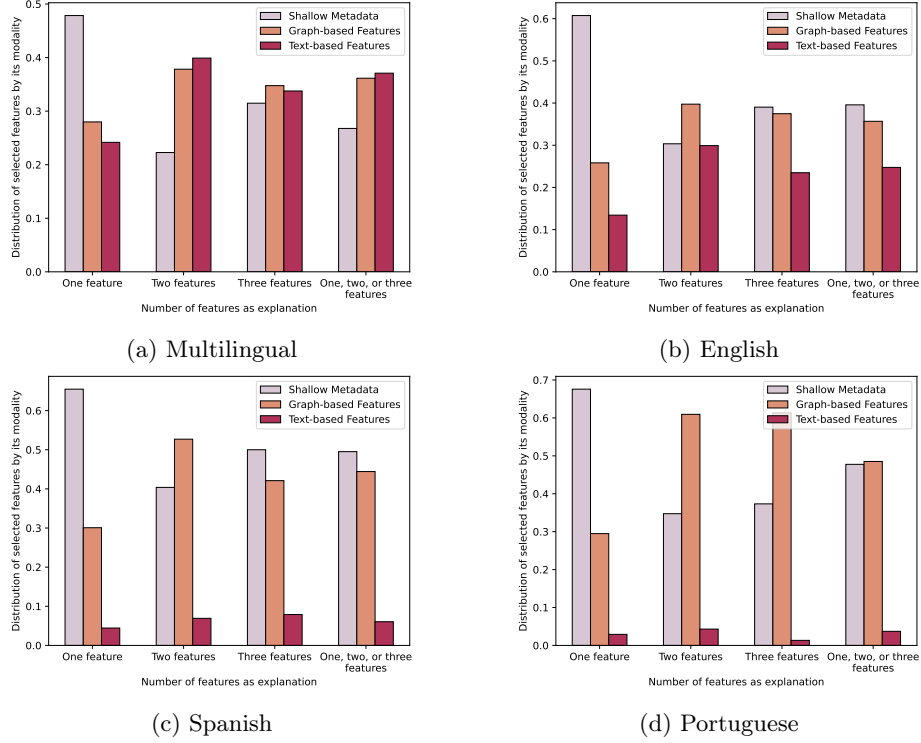 0.5
0.4
0.3
0.2
0.1
0.0
Distribution of selected features by its modality
Shallow Metadata
Graph-based Features
Text-based Features
One feature
Two features
Three features
One, two, or three
features
Number of features as explanation
(a) Multilingual
0.6
0.5
0.4
0.3
0.2
0.1
0.0
Distribution of selected features by its modality
Shallow Metadata
Graph-based Features
Text-based Features
One feature
Two features
Three features
One, two, or three
features
Number of features as explanation
(b) English
0.6
0.5
0.4
0.3
0.2
0.1
0.0
Distribution of selected features by its modality
Shallow Metadata
Graph-based Features
Text-based Features
One feature
Two features
Three features
One, two, or three
features
Number of features as explanation
(c) Spanish
0.7
0.6
0.5
0.4
0.3
0.2
0.1
0.0
Distribution of selected features by its modality
Shallow Metadata
Graph-based Features
Text-based Features
One feature
Two features
Three features
One, two, or three
features
Number of features as explanation
(d) Portuguese